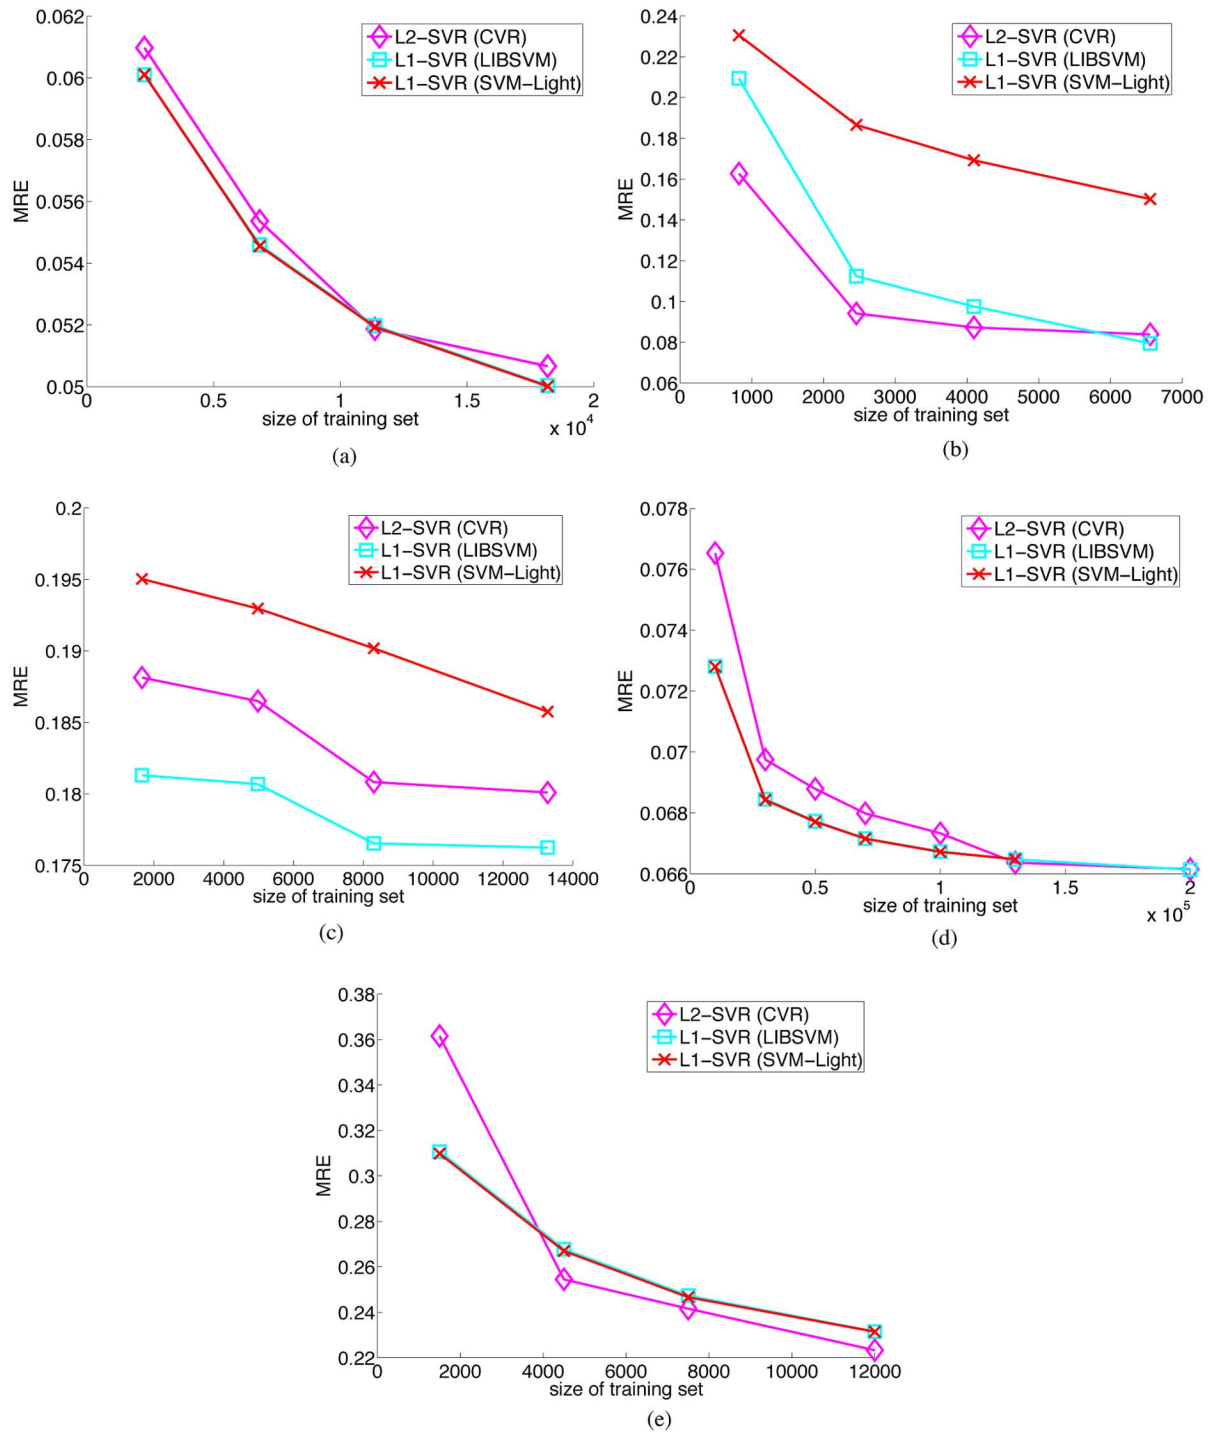 0.062
0.06
0.058
0.056
0.054
0.052
0.05
MRE
L2-SVR (CVR)
L1-SVR (LIBSVM)
L1-SVR (SVM-Light)
0 0.5 1 1.5 2
size of training set
x 10^4
(a)
0.24
0.22
0.2
0.18
0.16
0.14
0.12
0.1
0.08
0.06
MRE
L2-SVR (CVR)
L1-SVR (LIBSVM)
L1-SVR (SVM-Light)
0 1000 2000 3000 4000 5000 6000 7000
size of training set
(b)
0.2
0.195
0.19
0.185
0.18
0.175
MRE
L2-SVR (CVR)
L1-SVR (LIBSVM)
L1-SVR (SVM-Light)
0 2000 4000 6000 8000 10000 12000 14000
size of training set
(c)
0.078
0.076
0.074
0.072
0.07
0.068
0.066
MRE
L2-SVR (CVR)
L1-SVR (LIBSVM)
L1-SVR (SVM-Light)
0 0.5 1 1.5 2
size of training set
x 10^5
(d)
0.38
0.36
0.34
0.32
0.3
0.28
0.26
0.24
0.22
MRE
L2-SVR (CVR)
L1-SVR (LIBSVM)
L1-SVR (SVM-Light)
0 2000 4000 6000 8000 10000 12000
size of training set
(e)